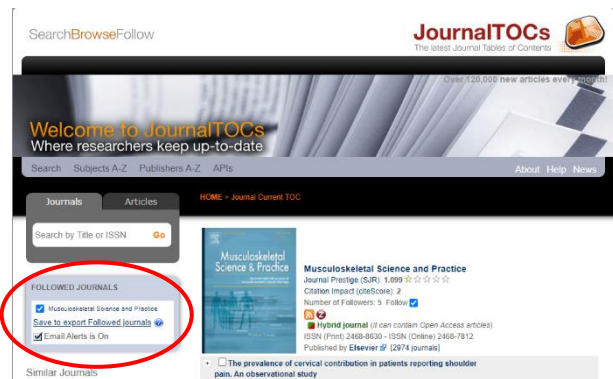 SearchBrowseFollow
JournalTOCs
The latest Journal Tables of Contents
Over 120,000 new articles every month!
Welcome to JournalTOCs
Where researchers keep up-to-date
Search Subjects A-Z Publishers A-Z APIs
About Help News
Journals Articles
HOME > Journal Current TOC
Search by Title or ISSN Go
Musculoskeletal
Science & Practice
FOLLOWED JOURNALS
Musculoskeletal Science and Practice
Save to export Followed journals
Email Alerts is On
Similar Journals
Musculoskeletal Science and Practice
Journal Prestige (SJR): 1.099
Citation Impact (citeScore): 2
Number of Followers: 5 Follow
Hybrid journal (It can contain Open Access articles)
ISSN (Print) 2468-8630 - ISSN (Online) 2468-7812
Published by Elsevier [2974 journals]
The prevalence of cervical contribution in patients reporting shoulder
pain. An observational study